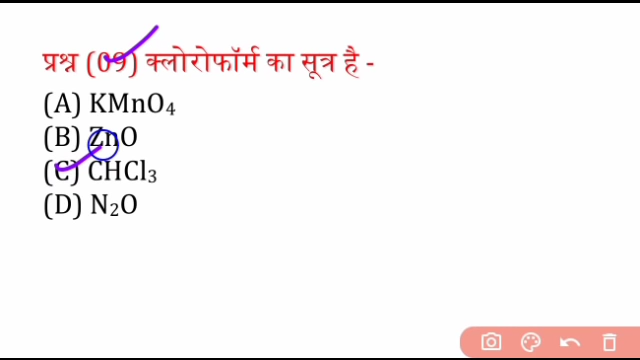 प्रश्न (09) क्लोरोफॉर्म का सूत्र है -
(A) KMnO₄
(B) ZnO
(C) CHCl₃
(D) N₂O